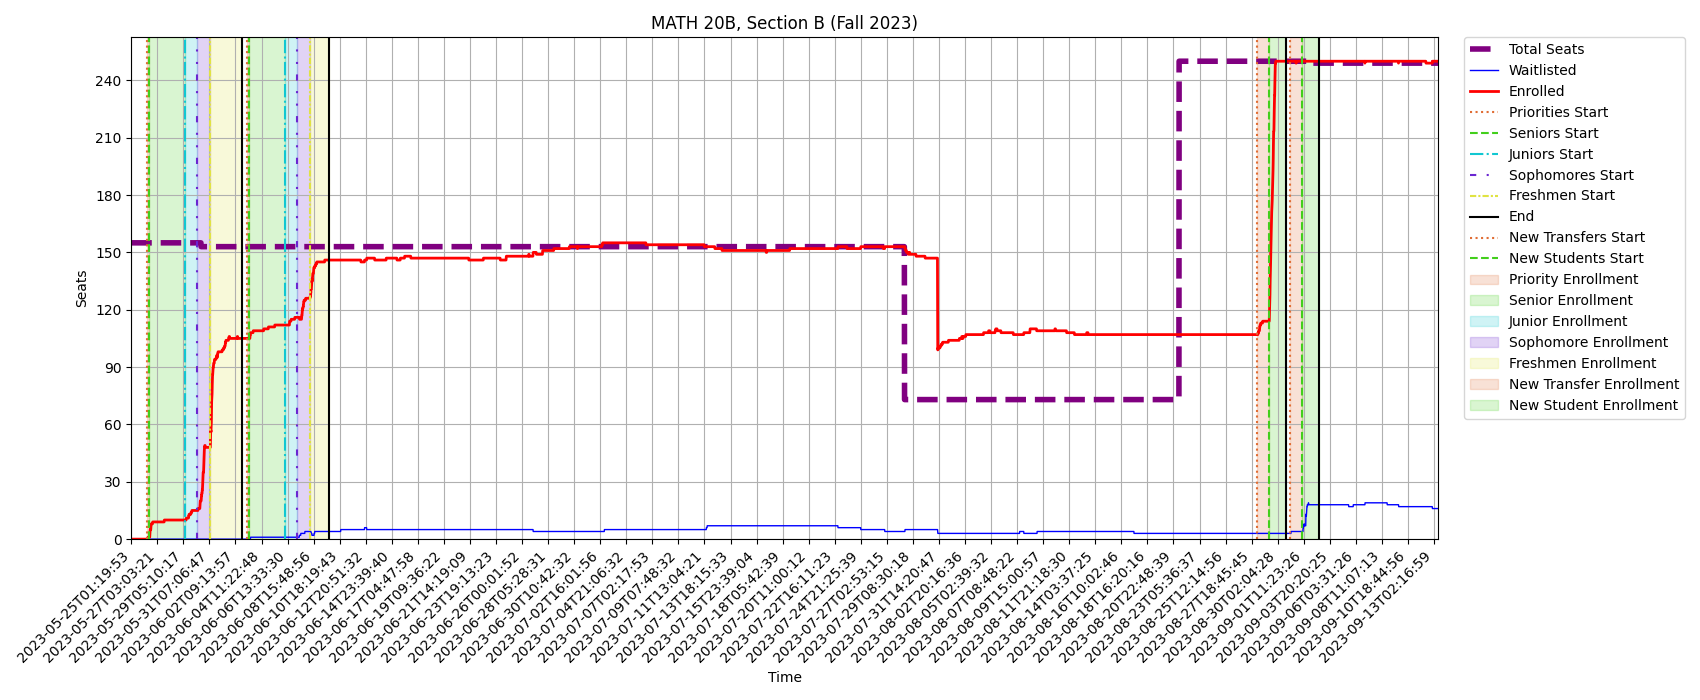 MATH 20B, Section B (Fall 2023)
Seats
240
210
180
150
120
90
60
30
0
2023-05-25T01:19:53
2023-05-27T03:03:21
2023-05-29T05:10:17
2023-05-31T07:06:47
2023-06-02T09:13:57
2023-06-04T11:22:48
2023-06-06T13:33:30
2023-06-08T15:48:56
2023-06-10T18:19:43
2023-06-12T20:51:32
2023-06-14T23:39:40
2023-06-17T04:47:58
2023-06-19T09:36:22
2023-06-21T14:19:09
2023-06-23T19:13:23
2023-06-26T00:01:52
2023-06-28T05:28:31
2023-06-30T10:42:32
2023-07-02T16:01:56
2023-07-04T21:06:32
2023-07-07T02:17:53
2023-07-09T07:48:32
2023-07-11T13:04:21
2023-07-13T18:15:33
2023-07-15T23:39:04
2023-07-18T05:42:39
2023-07-20T11:00:12
2023-07-22T16:11:23
2023-07-24T21:25:39
2023-07-27T02:53:15
2023-07-29T08:30:18
2023-07-31T14:20:47
2023-08-02T20:16:36
2023-08-05T02:39:32
2023-08-07T08:48:22
2023-08-09T15:00:57
2023-08-11T21:18:30
2023-08-14T03:37:25
2023-08-16T10:02:46
2023-08-18T16:20:16
2023-08-20T22:48:39
2023-08-23T05:36:37
2023-08-25T12:14:56
2023-08-27T18:45:45
2023-08-30T02:04:28
2023-09-01T11:23:26
2023-09-03T20:20:25
2023-09-06T03:31:26
2023-09-08T11:07:13
2023-09-10T18:44:56
2023-09-13T02:16:59
Time
Total Seats
Waitlisted
Enrolled
Priorities Start
Seniors Start
Juniors Start
Sophomores Start
Freshmen Start
End
New Transfers Start
New Students Start
Priority Enrollment
Senior Enrollment
Junior Enrollment
Sophomore Enrollment
Freshmen Enrollment
New Transfer Enrollment
New Student Enrollment